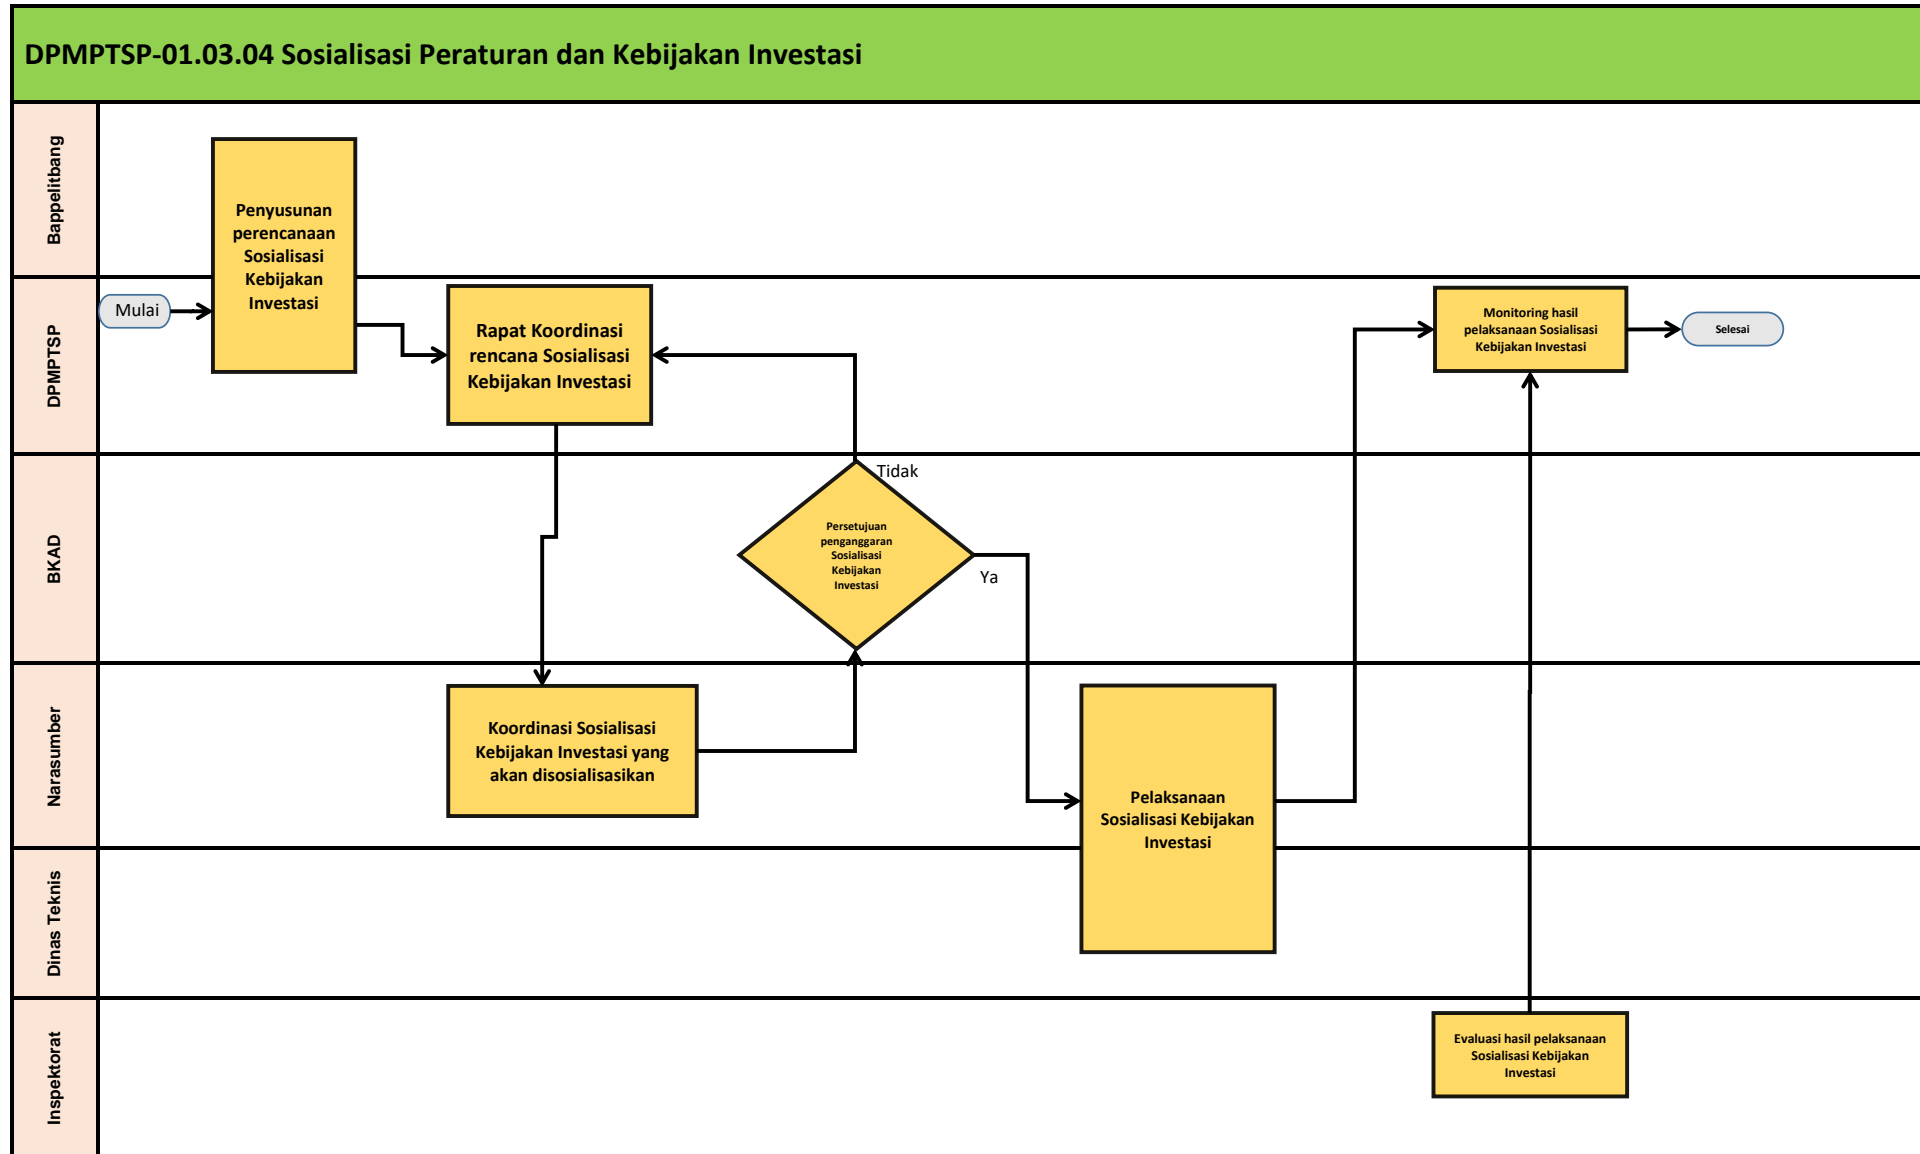 DPMPTSP-01.03.04 Sosialisasi Peraturan dan Kebijakan Investasi
Bappelitbang
Penyusunan
perencanaan
Sosialisasi
Kebijakan
Investasi
DPMPTSP
Mulai
Rapat Koordinasi
rencana Sosialisasi
Kebijakan Investasi
Monitoring hasil
pelaksanaan Sosialisasi
Kebijakan Investasi
Selesai
BKAD
Tidak
Persetujuan
penganggaran
Sosialisasi
Kebijakan
Investasi
Ya
Narasumber
Koordinasi Sosialisasi
Kebijakan Investasi yang
akan disosialisasikan
Pelaksanaan
Sosialisasi Kebijakan
Investasi
Dinas Teknis
Inspektorat
Evaluasi hasil pelaksanaan
Sosialisasi Kebijakan
Investasi